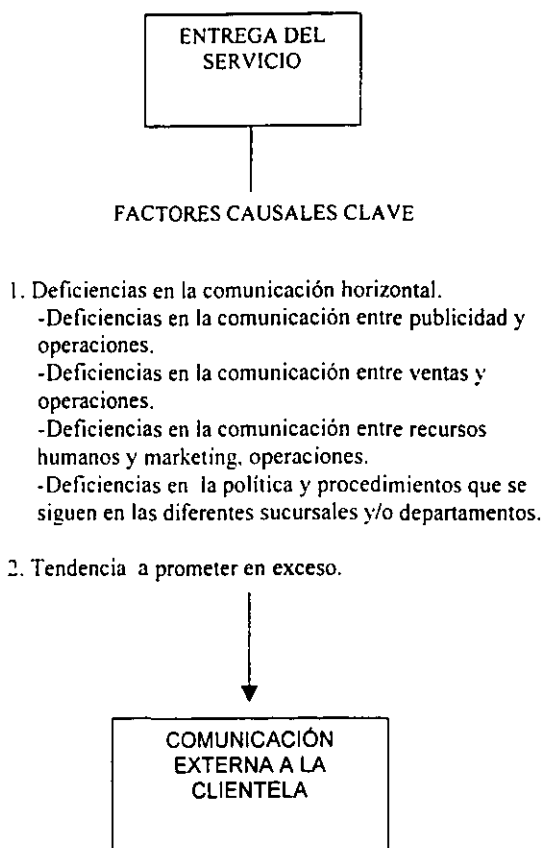 ENTREGA DEL
SERVICIO
FACTORES CAUSALES CLAVE
1. Deficiencias en la comunicación horizontal.
-Deficiencias en la comunicación entre publicidad y
operaciones.
-Deficiencias en la comunicación entre ventas y
operaciones.
-Deficiencias en la comunicación entre recursos
humanos y marketing, operaciones.
-Deficiencias en la política y procedimientos que se
siguen en las diferentes sucursales y/o departamentos.
2. Tendencia a prometer en exceso.
COMUNICACIÓN
EXTERNA A LA
CLIENTELA